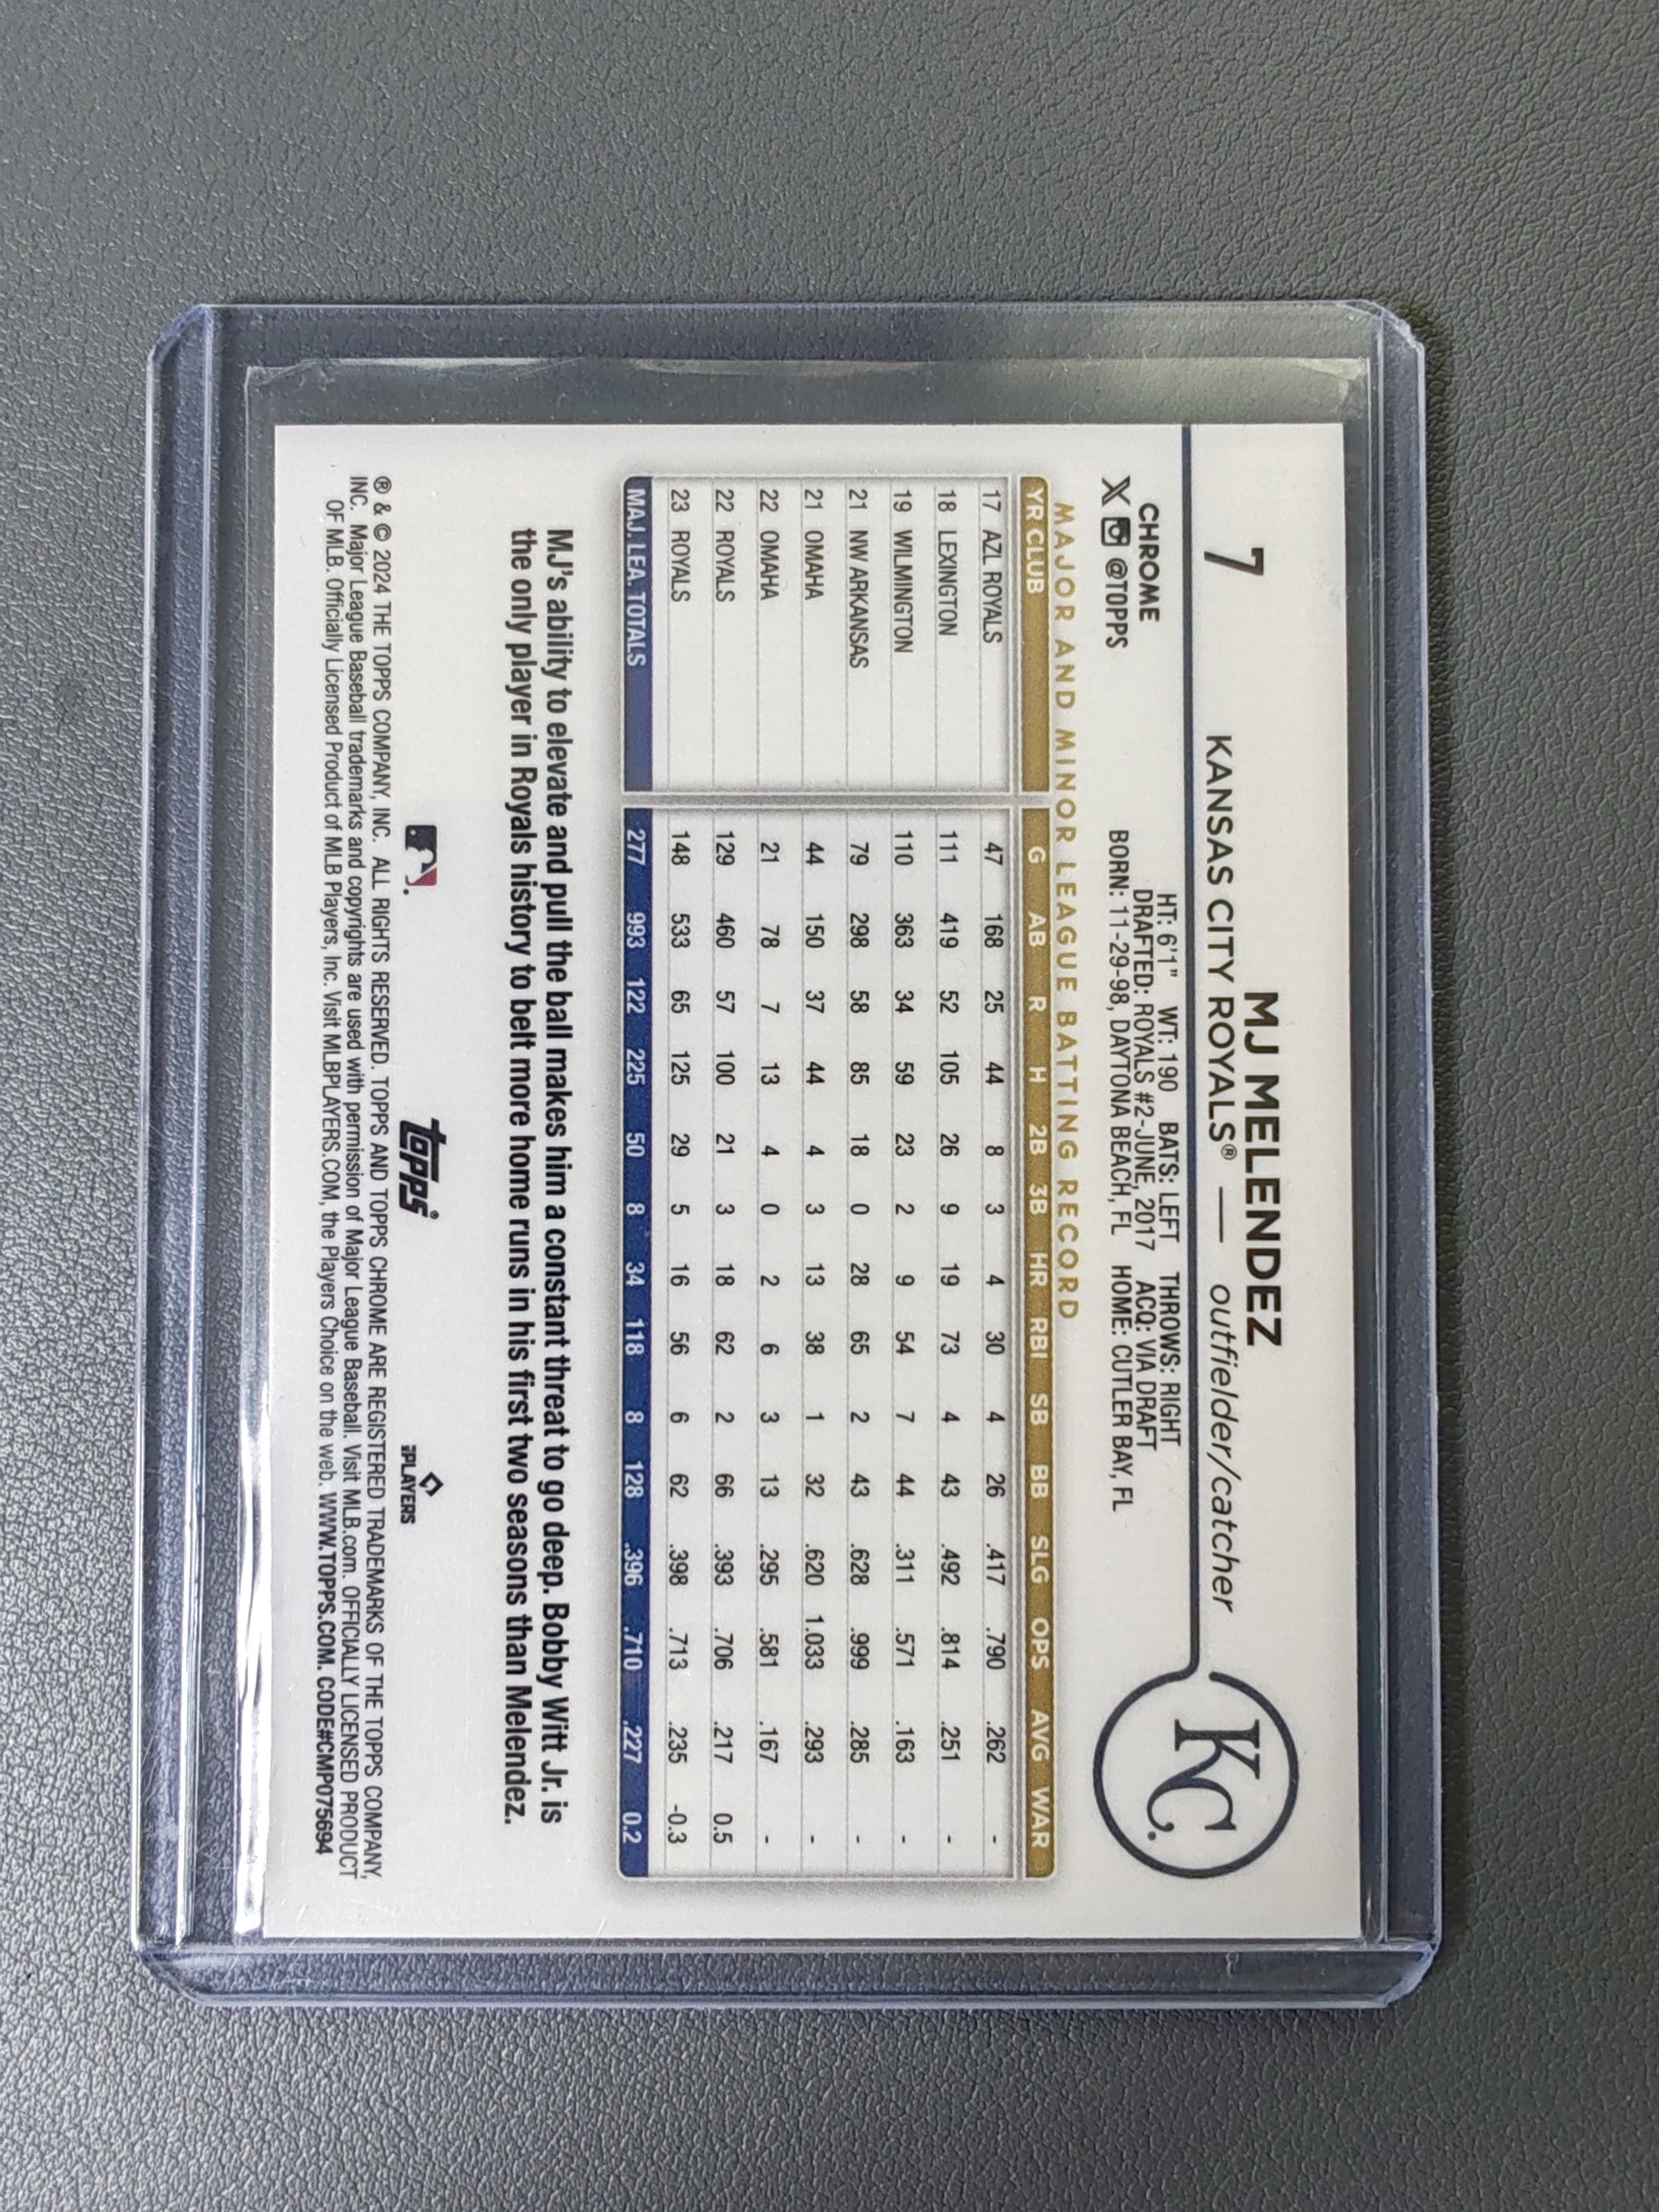 7
MJ MELENDEZ
KANSAS CITY ROYALS® — outfielder/catcher
KC
CHROME
X @TOPPS
HT: 6'1" WT: 190 BATS: LEFT THROWS: RIGHT
DRAFTED: ROYALS #2-JUNE, 2017 ACQ: VIA DRAFT
BORN: 11-29-98, DAYTONA BEACH, FL HOME: CUTLER BAY, FL
MAJOR AND MINOR LEAGUE BATTING RECORD
YR CLUB G AB R H 2B 3B HR RBI SB BB SLG OPS AVG WAR
17 AZL ROYALS 47 168 25 44 8 3 4 30 4 26 .417 .790 .262 -
18 LEXINGTON 111 419 52 105 26 9 19 73 4 43 .492 .814 .251 -
19 WILMINGTON 110 363 34 59 23 2 9 54 7 44 .311 .571 .163 -
21 NW ARKANSAS 79 298 58 85 18 0 28 65 2 43 .628 .999 .285 -
21 OMAHA 44 150 37 44 4 3 13 38 1 32 .620 1.033 .293 -
22 OMAHA 21 78 7 13 4 0 2 6 3 13 .295 .581 .167 -
22 ROYALS 129 460 57 100 21 3 18 62 2 66 .393 .706 .217 0.5
23 ROYALS 148 533 65 125 29 5 16 56 6 62 .398 .713 .235 -0.3
MAJ. LEA. TOTALS 277 993 122 225 50 8 34 118 8 128 .396 .710 .227 0.2
MJ's ability to elevate and pull the ball makes him a constant threat to go deep. Bobby Witt Jr. is
the only player in Royals history to belt more home runs in his first two seasons than Melendez.
topps®
PLAYERS
® & © 2024 THE TOPPS COMPANY, INC. ALL RIGHTS RESERVED. TOPPS AND TOPPS CHROME ARE REGISTERED TRADEMARKS OF THE TOPPS COMPANY,
INC. Major League Baseball trademarks and copyrights are used with permission of Major League Baseball. Visit MLB.com. OFFICIALLY LICENSED PRODUCT
OF MLB. Officially Licensed Product of MLB Players, Inc. Visit MLBPLAYERS.COM, the Players Choice on the web. WWW.TOPPS.COM. CODE#CMP075694